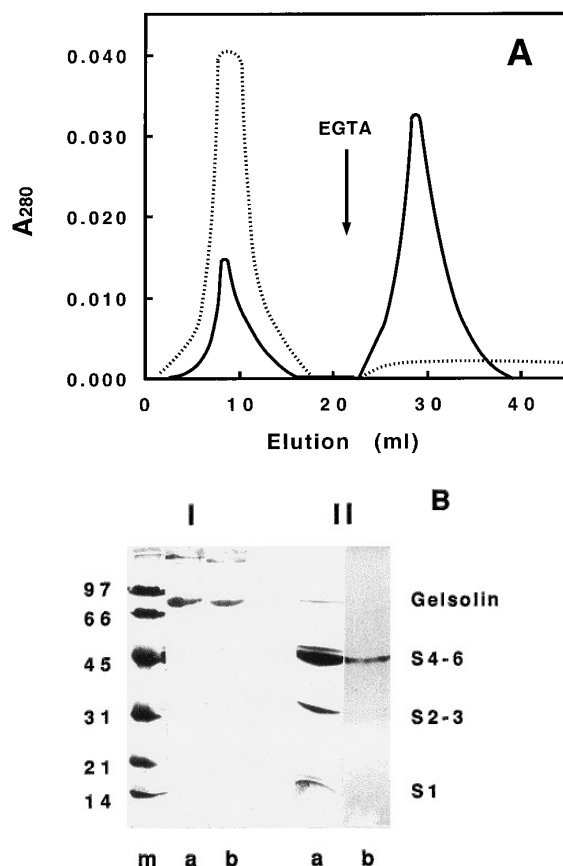 A
0.040
EGTA
0.030
A280
0.020
0.010
0.000
0 10 20 30 40
Elution (ml)
B
I II
97 Gelsolin
66
45 S4-6
31 S2-3
21
14 S1
m a b a b